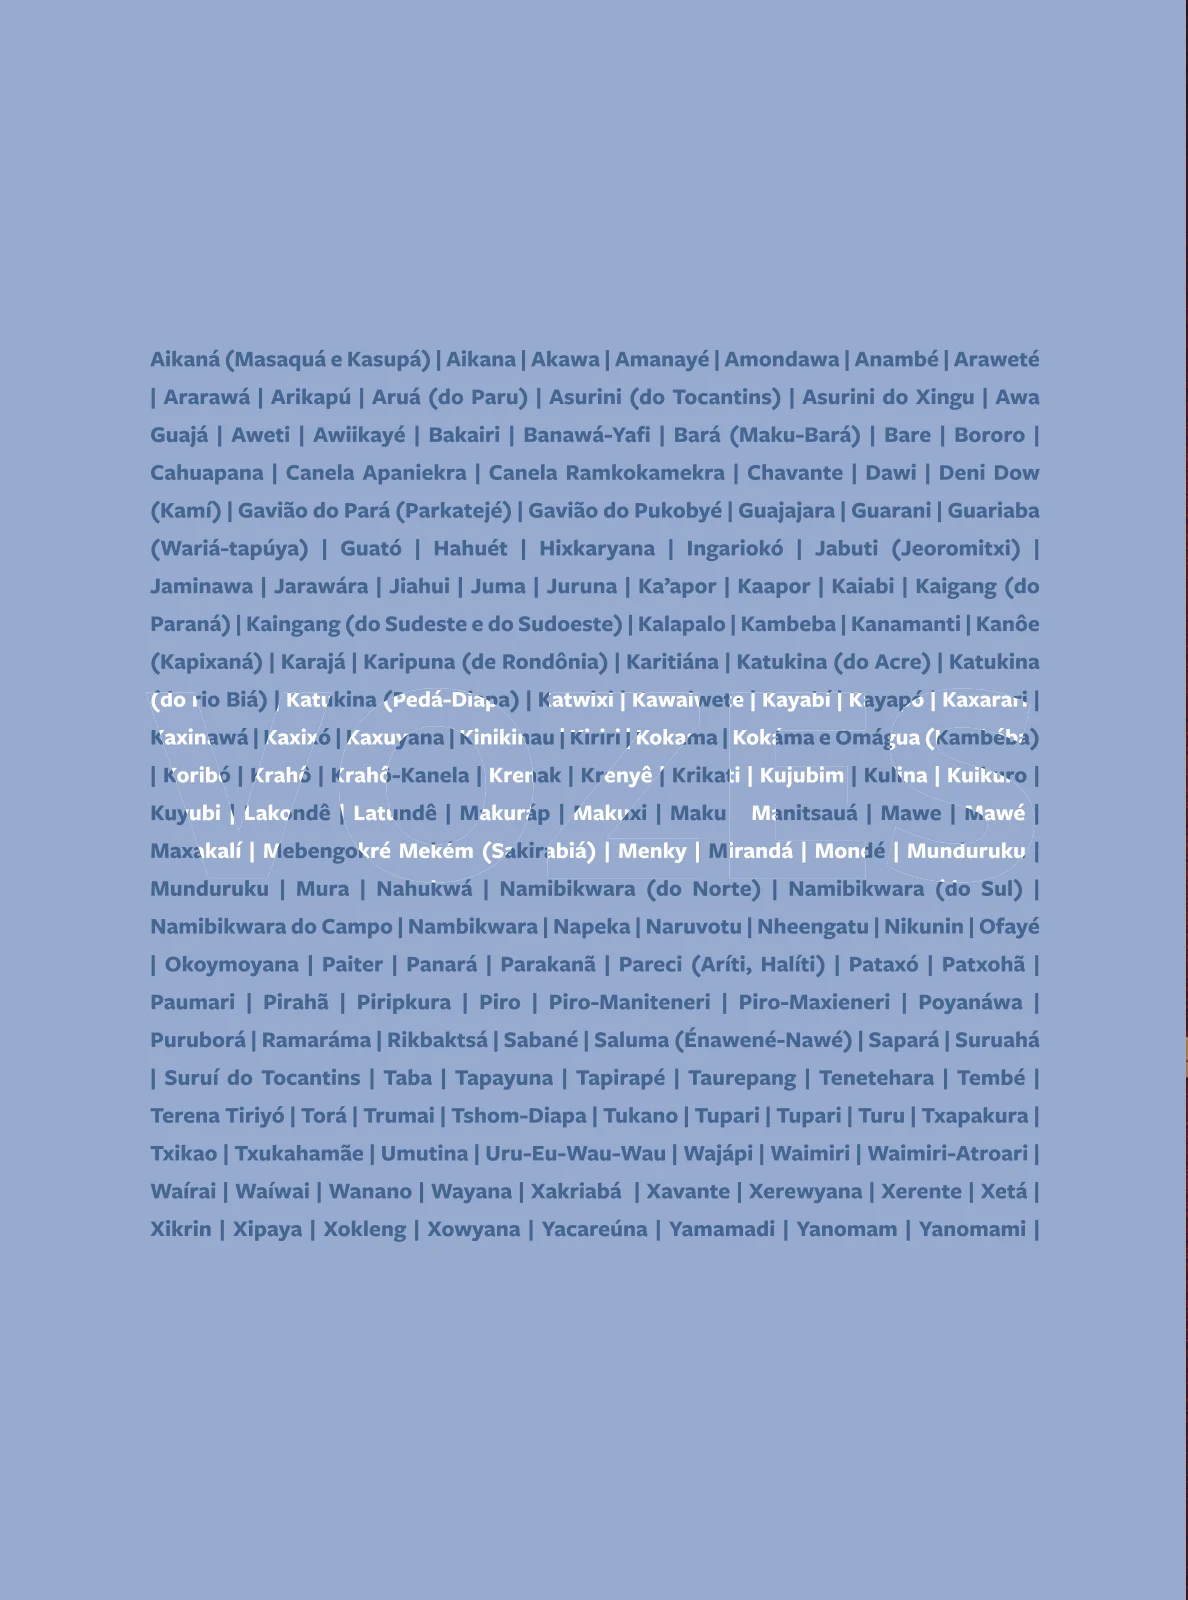 Aikaná (Masaquá e Kasupá) | Aikana | Akawa | Amanayé | Amondawa | Anambé | Araweté
| Ararawá | Arikapú | Aruá (do Paru) | Asurini (do Tocantins) | Asurini do Xingu | Awa
Guajá | Aweti | Awiikayé | Bakairi | Banawá-Yafi | Bará (Maku-Bará) | Bare | Bororo |
Cahuapana | Canela Apaniekra | Canela Ramkokamekra | Chavante | Dawi | Deni Dow
(Kamí) | Gavião do Pará (Parkatejé) | Gavião do Pukobyé | Guajajara | Guarani | Guariaba
(Wariá-tapúya) | Guató | Hahuét | Hixkaryana | Ingariokó | Jabuti (Jeoromitxi) |
Jaminawa | Jarawára | Jiahui | Juma | Juruna | Ka’apor | Kaapor | Kaiabi | Kaigang (do
Paraná) | Kaingang (do Sudeste e do Sudoeste) | Kalapalo | Kambeba | Kanamanti | Kanôe
(Kapixaná) | Karajá | Karipuna (de Rondônia) | Karitiána | Katukina (do Acre) | Katukina
(do rio Biá) | Katukina (Pedá-Diapa) | Katwixi | Kawaiwete | Kayabí | Kayapó | Kaxarari |
Kaxinawá | Kaxixó | Kaxuyana | Kinikinau | Kiriri | Kokama | Kokáma e Omágua (Kambéba)
| Koribó | Krahô | Krahô-Kanela | Krenak | Krenyê | Krikati | Kujubim | Kulina | Kuikuro |
Kuyubi | Lakondê | Latundê | Makuráp | Makuxi | Maku Manitsauá | Mawe | Mawé |
Maxakalí | Mebengokré Mekém (Sakirabiá) | Menky | Mirandá | Mondé | Munduruku |
Munduruku | Mura | Nahukwá | Namibikwara (do Norte) | Namibikwara (do Sul) |
Namibikwara do Campo | Nambikwara | Napeka | Naruvotu | Nheengatu | Nikunin | Ofayé
| Okoymoyana | Paiter | Panará | Parakanã | Pareci (Aríti, Halíti) | Pataxó | Patxohã |
Paumari | Pirahã | Piripkura | Piro | Piro-Maniteneri | Piro-Maxieneri | Poyanáwa |
Puruborá | Ramaráma | Rikbaktsá | Sabané | Saluma (Énawené-Nawé) | Sapará | Suruahá
| Suruí do Tocantins | Taba | Tapayuna | Tapirapé | Taurepang | Tenetehara | Tembé |
Terena Tiriyó | Torá | Trumai | Tshom-Diapa | Tukano | Tupari | Tupari | Turu | Txapakura |
Txikao | Txukahamãe | Umutina | Uru-Eu-Wau-Wau | Wajápi | Waimiri | Waimiri-Atroari |
Waírai | Waíwai | Wanano | Wayana | Xakriabá | Xavante | Xerewyana | Xerente | Xetá |
Xikrin | Xipaya | Xokleng | Xowyana | Yacareúna | Yamamadi | Yanomam | Yanomami |
VOZES